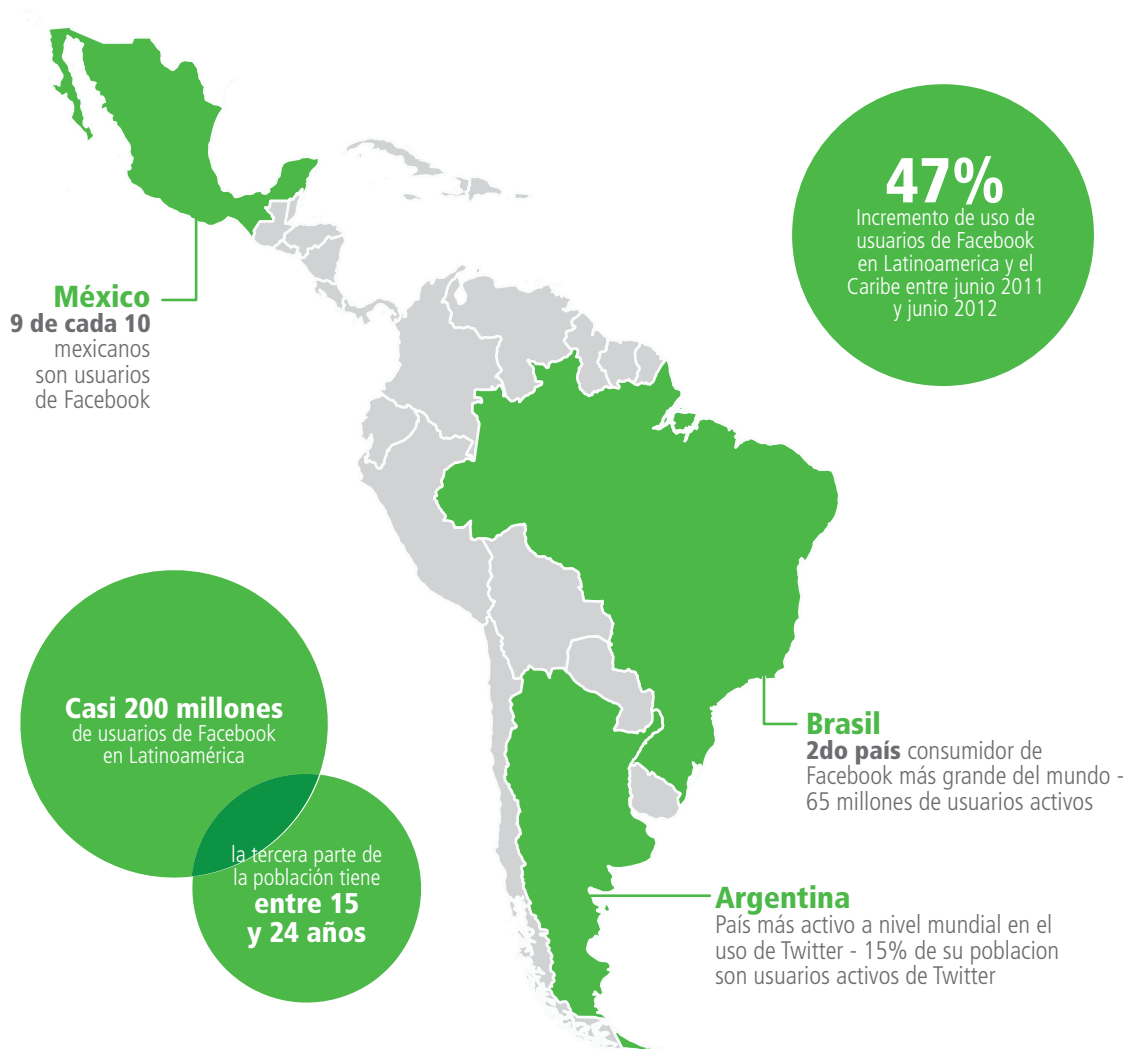 47%
Incremento de uso de
usuarios de Facebook
en Latinoamerica y el
Caribe entre junio 2011
y junio 2012
México
9 de cada 10
mexicanos
son usuarios
de Facebook
Casi 200 millones
de usuarios de Facebook
en Latinoamérica
la tercera parte de
la población tiene
entre 15
y 24 años
Brasil
2do país consumidor de
Facebook más grande del mundo -
65 millones de usuarios activos
Argentina
País más activo a nivel mundial en el
uso de Twitter - 15% de su poblacion
son usuarios activos de Twitter